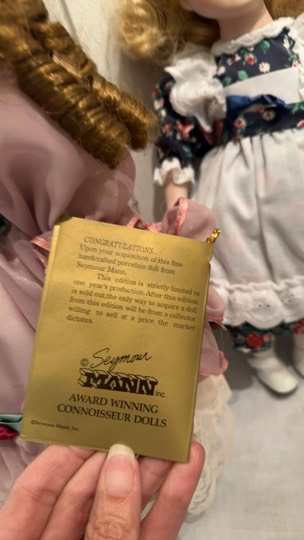 CONGRATULATIONS...
Upon your acquisition of this fine
handcrafted porcelain doll from
Seymour Mann.
This edition is strictly limited to
one year's production. After this edition
is sold out, the only way to acquire a doll
from this edition will be from a collector
willing to sell at a price the market
dictates.
© Seymour
MANN Inc.
AWARD WINNING
CONNOISSEUR DOLLS
©Seymour Mann, Inc.